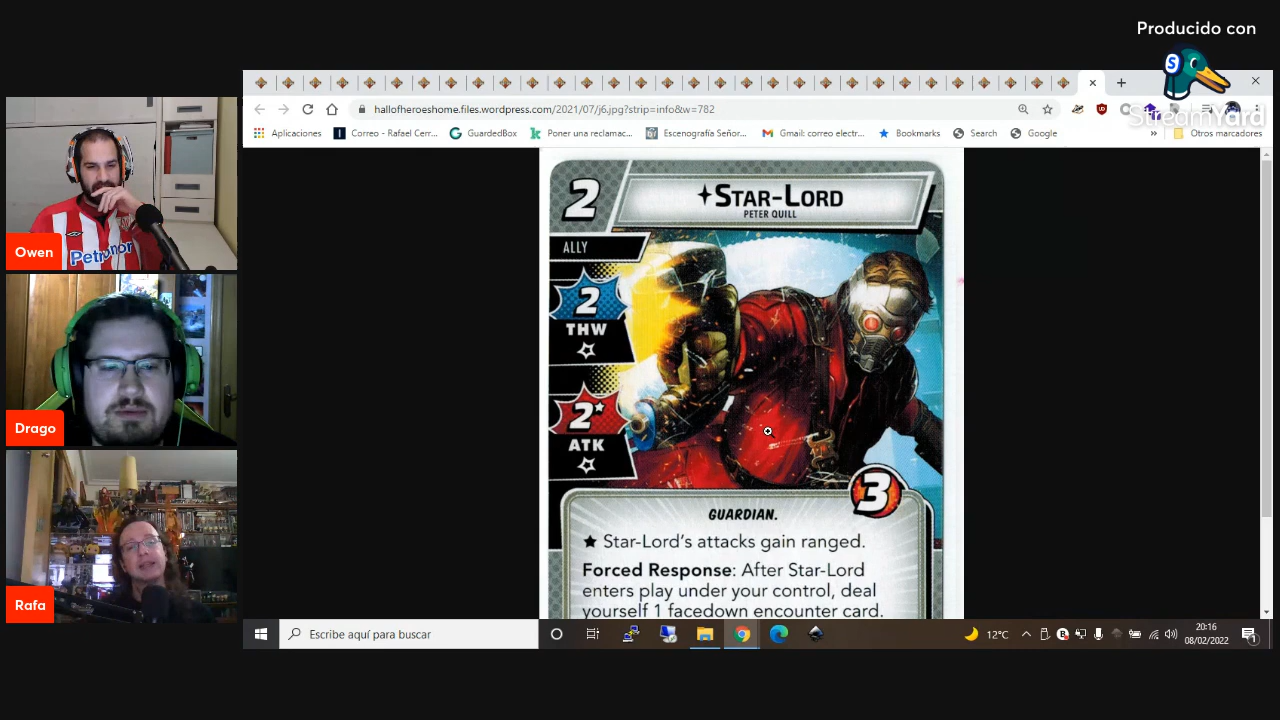 Producido con
StreamYard
hallofheroeshome.files.wordpress.com/2021/07/j6.jpg?strip=info&w=782
Aplicaciones
Correo - Rafael Cerr...
GuardedBox
Poner una reclamac...
Escenografía Señor...
Gmail: correo electr...
Bookmarks
Search
Google
»
Otros marcadores
Owen
Petronor
Drago
Rafa
2
STAR-LORD
PETER QUILL
ALLY
2
THW
2
ATK
3
GUARDIAN.
★ Star-Lord's attacks gain ranged.
Forced Response: After Star-Lord
enters play under your control, deal
yourself 1 facedown encounter card.
Escribe aquí para buscar
12°C
20:16
08/02/2022
1